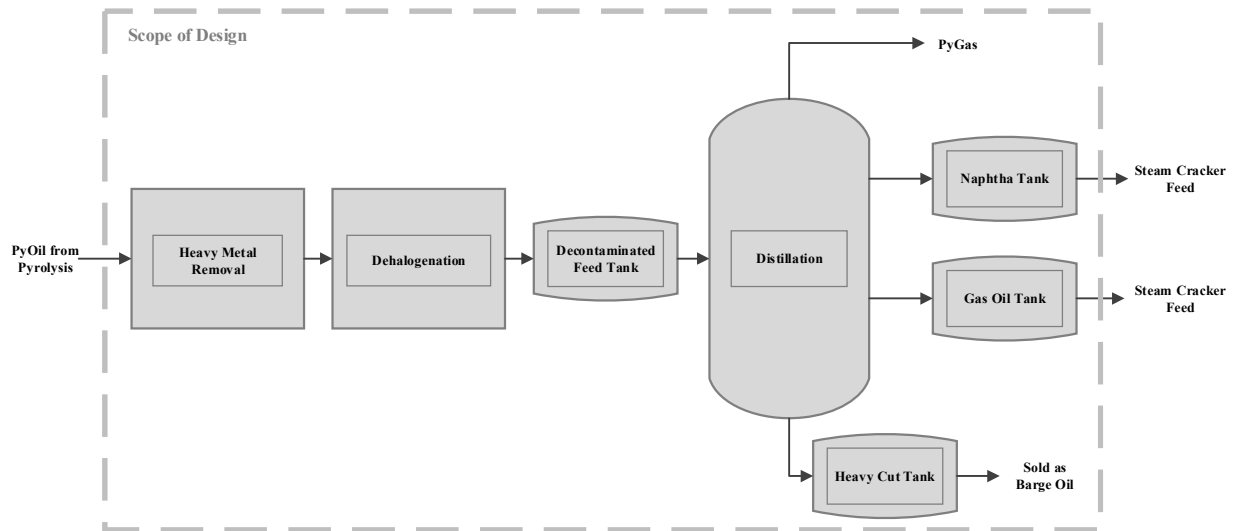 Scope of Design
PyGas
Naphtha Tank
Steam Cracker
Feed
PyOil from
Pyrolysis
Heavy Metal
Removal
Dehalogenation
Decontaminated
Feed Tank
Distillation
Gas Oil Tank
Steam Cracker
Feed
Heavy Cut Tank
Sold as
Barge Oil